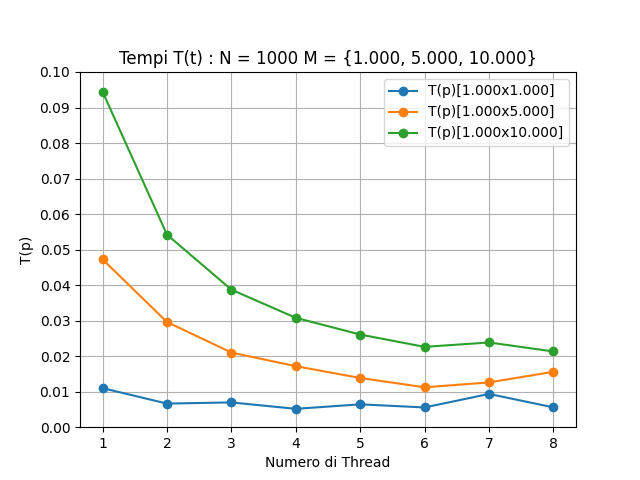 Tempi T(t) : N = 1000 M = {1.000, 5.000, 10.000}
T(p)[1.000x1.000]
T(p)[1.000x5.000]
T(p)[1.000x10.000]
T(p)
0.10
0.09
0.08
0.07
0.06
0.05
0.04
0.03
0.02
0.01
0.00
1 2 3 4 5 6 7 8
Numero di Thread